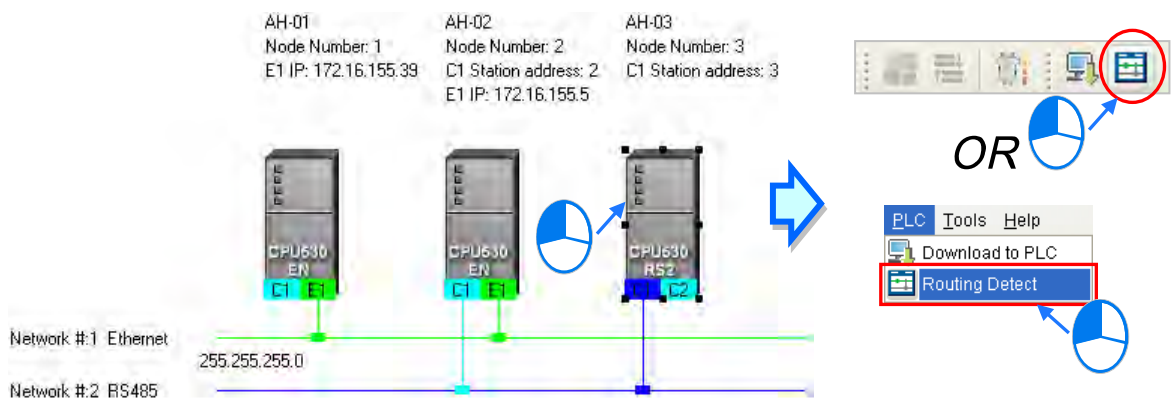 AH-01
Node Number: 1
E1 IP: 172.16.155.39
AH-02
Node Number: 2
C1 Station address: 2
E1 IP: 172.16.155.5
AH-03
Node Number: 3
C1 Station address: 3
CPU530
EN
C1 E1
CPU530
EN
C1 E1
CPU530
RS2
C1 C2
Network #:1 Ethernet
255.255.255.0
Network #:2 RS485
OR
PLC Tools Help
Download to PLC
Routing Detect